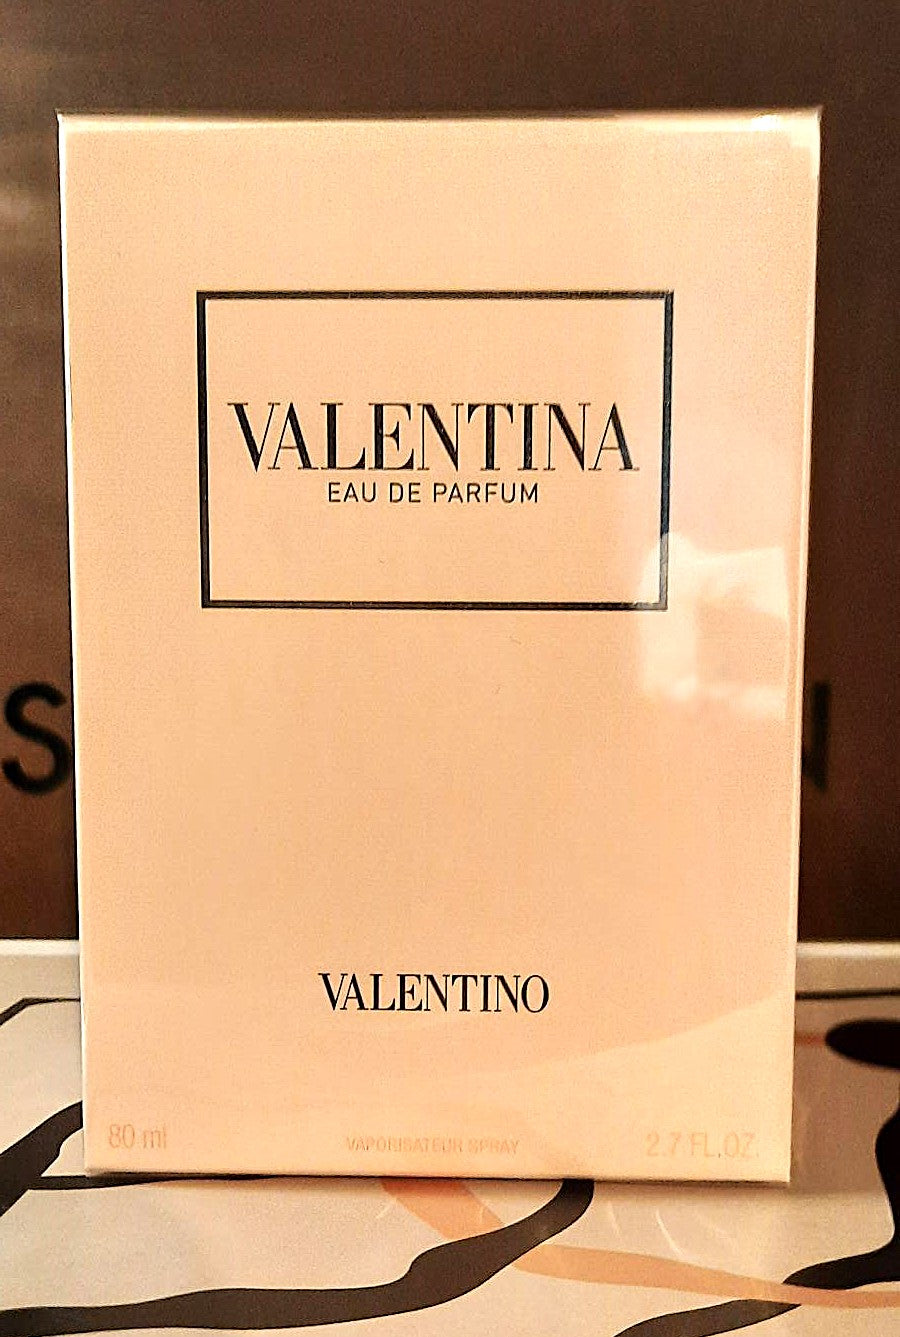 VALENTINA
EAU DE PARFUM
VALENTINO
80 ml
VAPORISATEUR SPRAY
2.7 FL.OZ.